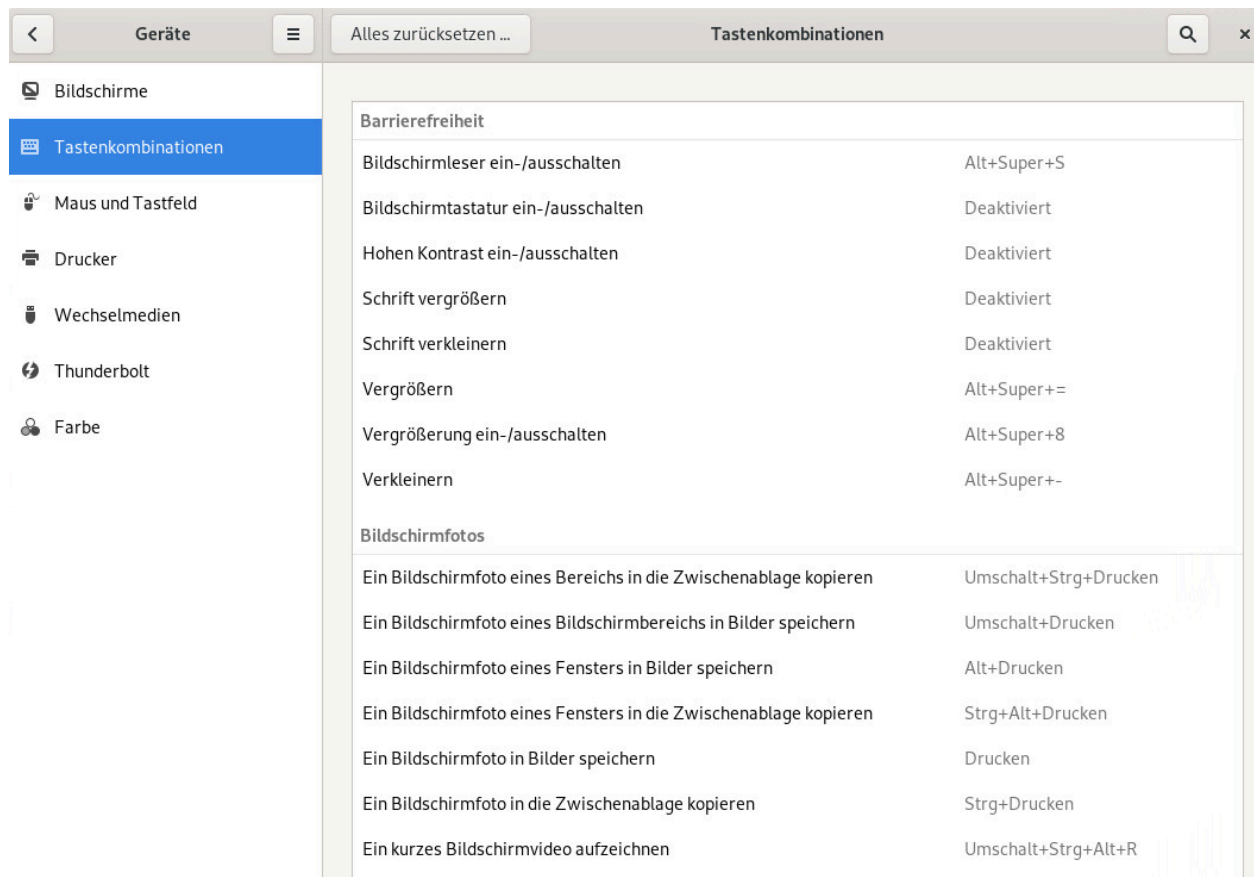 Geräte
Alles zurücksetzen ...
Tastenkombinationen
Bildschirme
Tastenkombinationen
Maus und Tastfeld
Drucker
Wechselmedien
Thunderbolt
Farbe
Barrierefreiheit
Bildschirmleser ein-/ausschalten Alt+Super+S
Bildschirmtastatur ein-/ausschalten Deaktiviert
Hohen Kontrast ein-/ausschalten Deaktiviert
Schrift vergrößern Deaktiviert
Schrift verkleinern Deaktiviert
Vergrößern Alt+Super+=
Vergrößerung ein-/ausschalten Alt+Super+8
Verkleinern Alt+Super+-
Bildschirmfotos
Ein Bildschirmfoto eines Bereichs in die Zwischenablage kopieren Umschalt+Strg+Drucken
Ein Bildschirmfoto eines Bildschirmbereichs in Bilder speichern Umschalt+Drucken
Ein Bildschirmfoto eines Fensters in Bilder speichern Alt+Drucken
Ein Bildschirmfoto eines Fensters in die Zwischenablage kopieren Strg+Alt+Drucken
Ein Bildschirmfoto in Bilder speichern Drucken
Ein Bildschirmfoto in die Zwischenablage kopieren Strg+Drucken
Ein kurzes Bildschirmvideo aufzeichnen Umschalt+Strg+Alt+R